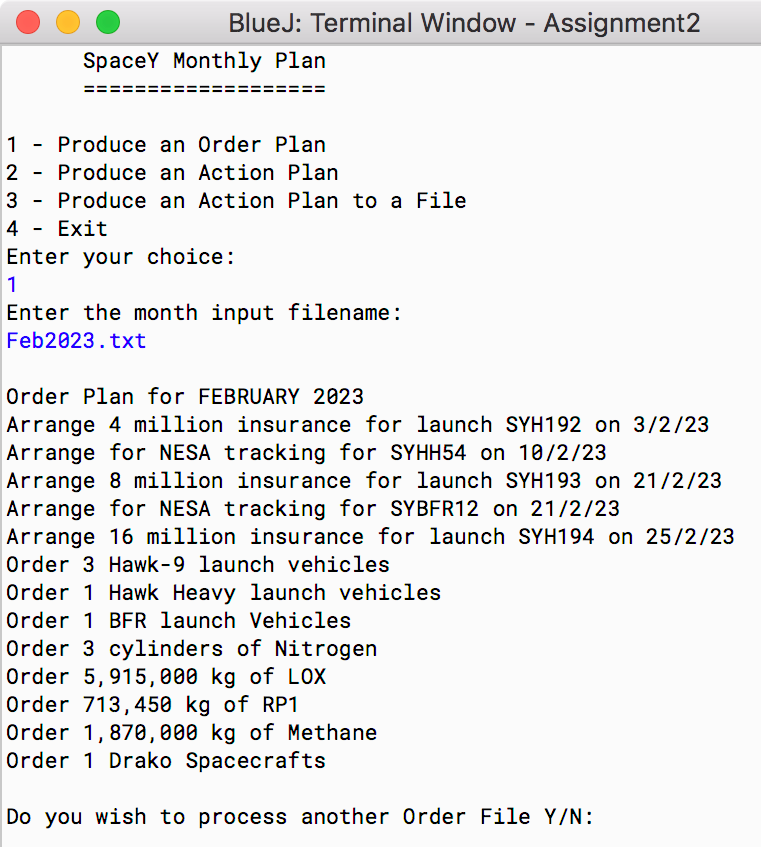 BlueJ: Terminal Window - Assignment2
SpaceY Monthly Plan
===================
1 - Produce an Order Plan
2 - Produce an Action Plan
3 - Produce an Action Plan to a File
4 - Exit
Enter your choice:
1
Enter the month input filename:
Feb2023.txt
Order Plan for FEBRUARY 2023
Arrange 4 million insurance for launch SYH192 on 3/2/23
Arrange for NESA tracking for SYHH54 on 10/2/23
Arrange 8 million insurance for launch SYH193 on 21/2/23
Arrange for NESA tracking for SYBFR12 on 21/2/23
Arrange 16 million insurance for launch SYH194 on 25/2/23
Order 3 Hawk-9 launch vehicles
Order 1 Hawk Heavy launch vehicles
Order 1 BFR launch Vehicles
Order 3 cylinders of Nitrogen
Order 5,915,000 kg of LOX
Order 713,450 kg of RP1
Order 1,870,000 kg of Methane
Order 1 Drako Spacecrafts
Do you wish to process another Order File Y/N: